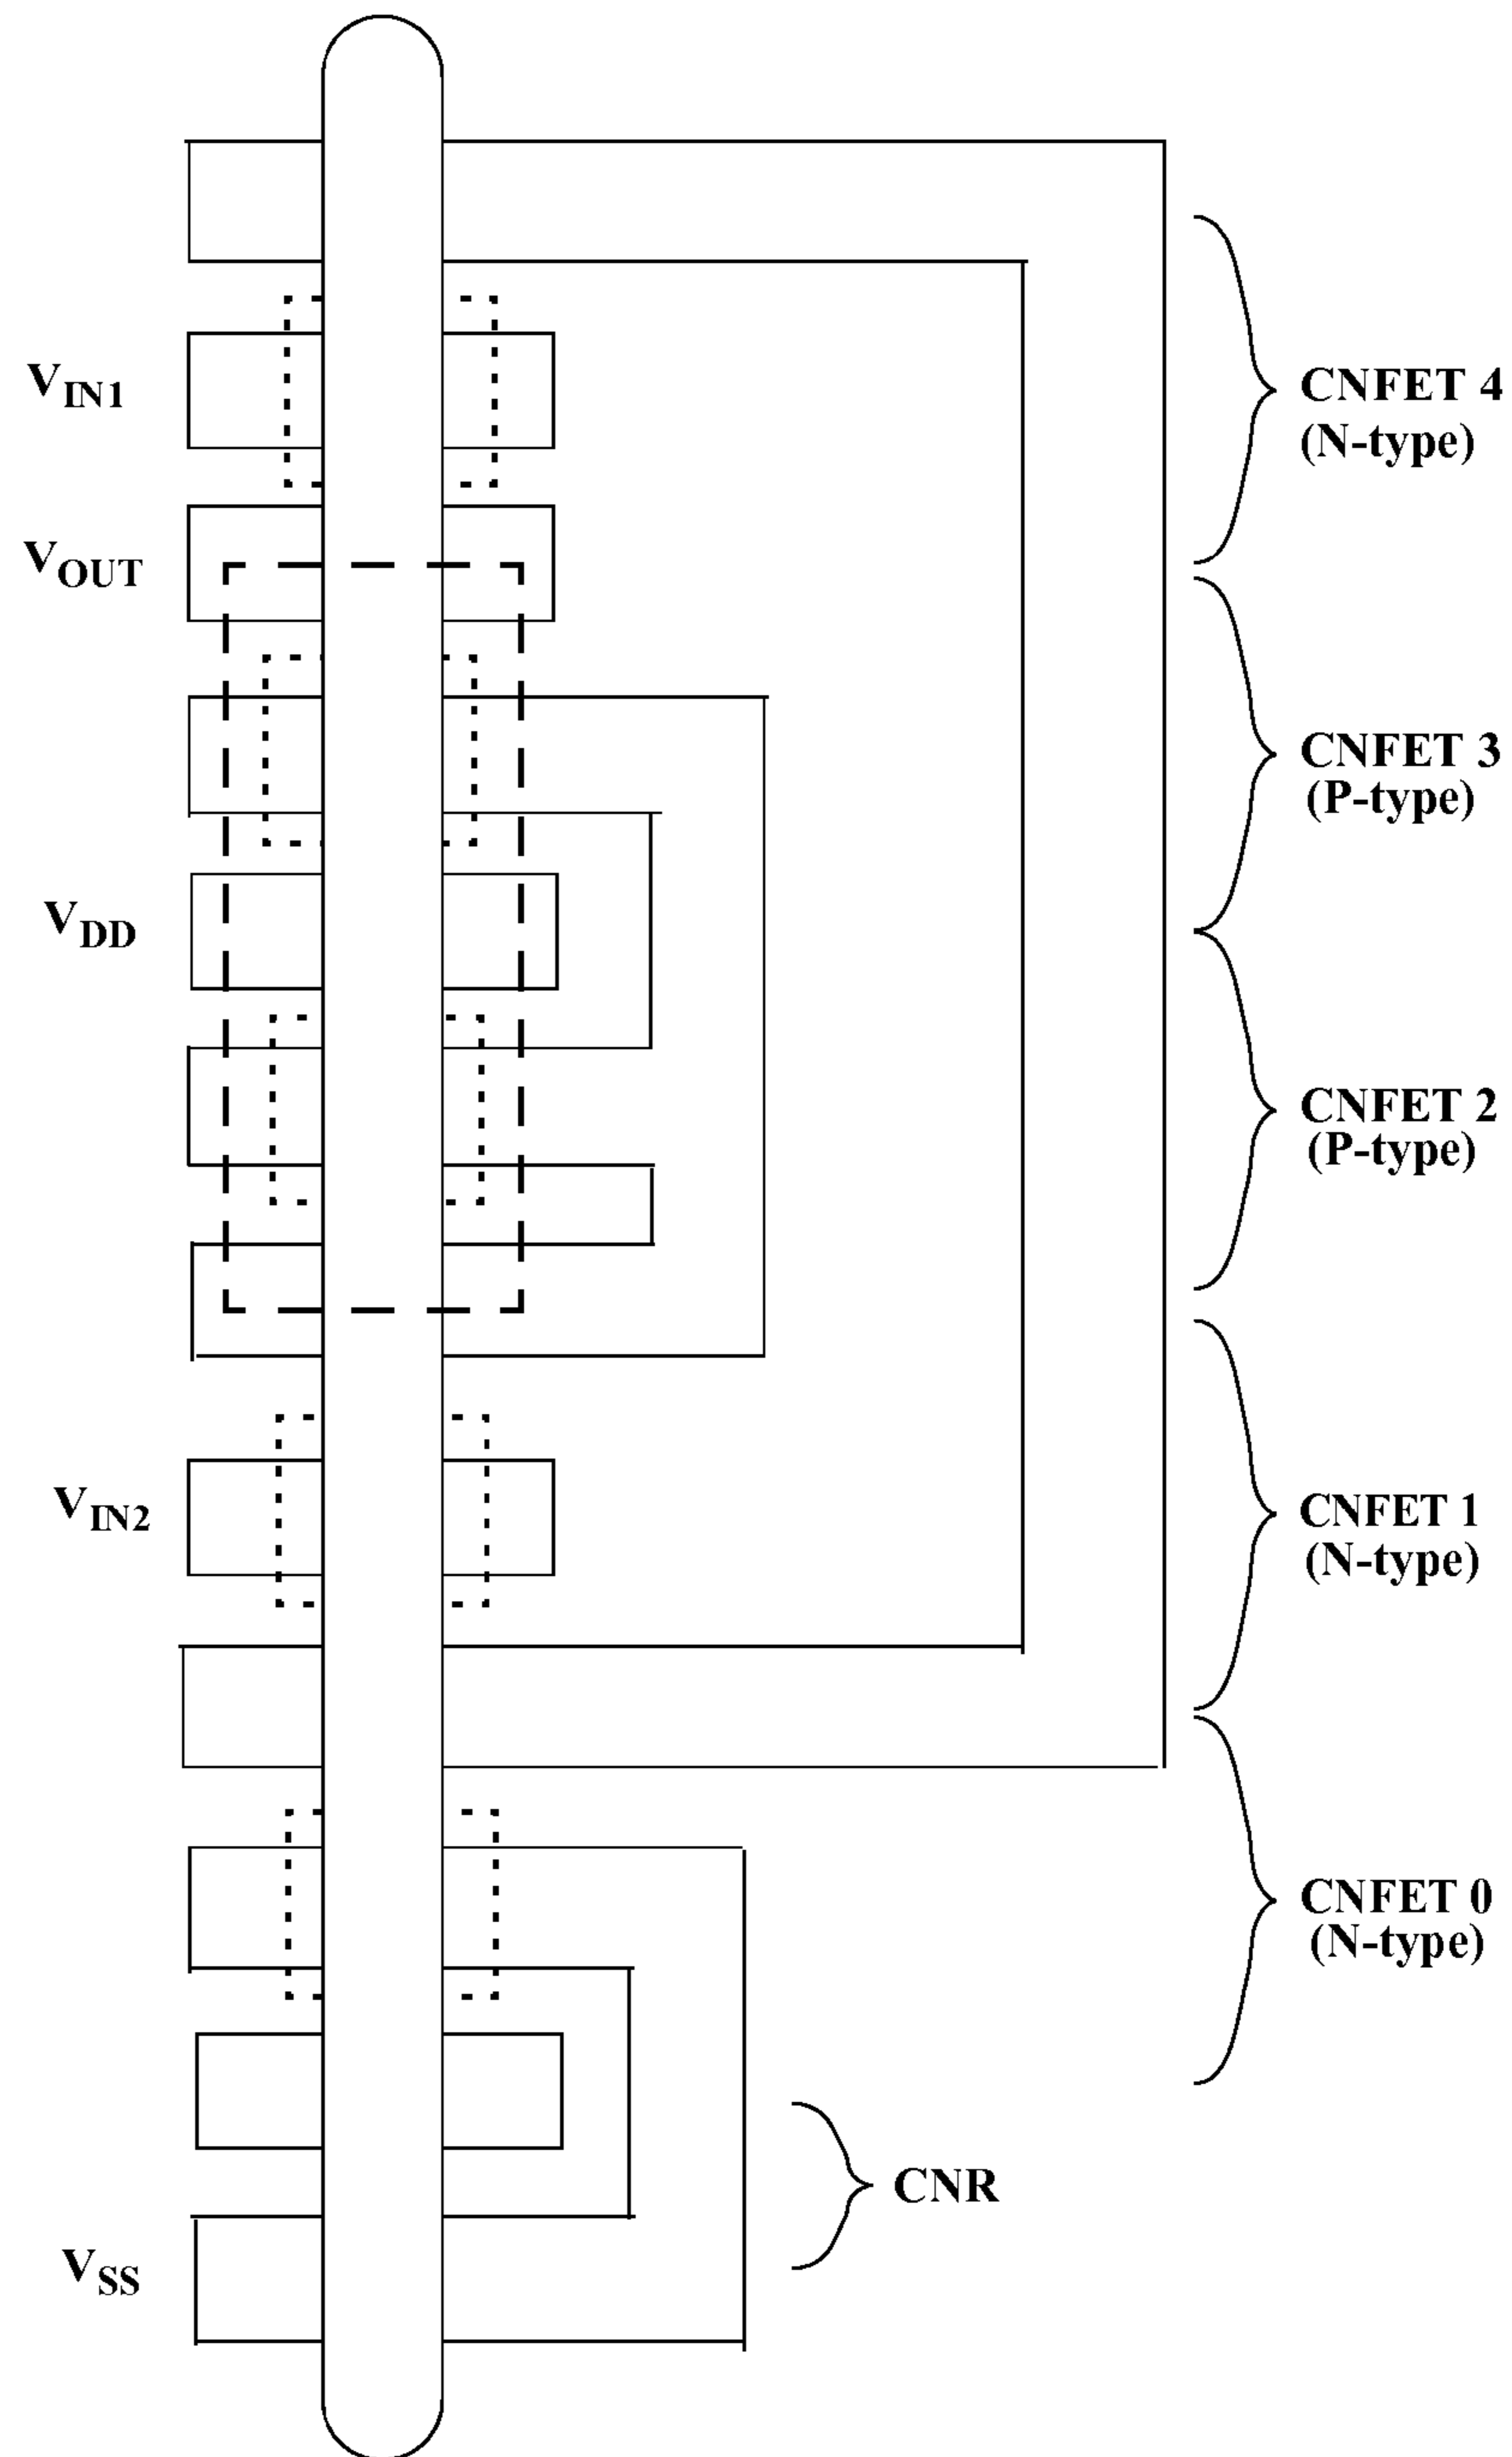 VIN1
CNFET 4
(N-type)
VOUT
CNFET 3
(P-type)
VDD
CNFET 2
(P-type)
VIN2
CNFET 1
(N-type)
CNFET 0
(N-type)
CNR
VSS